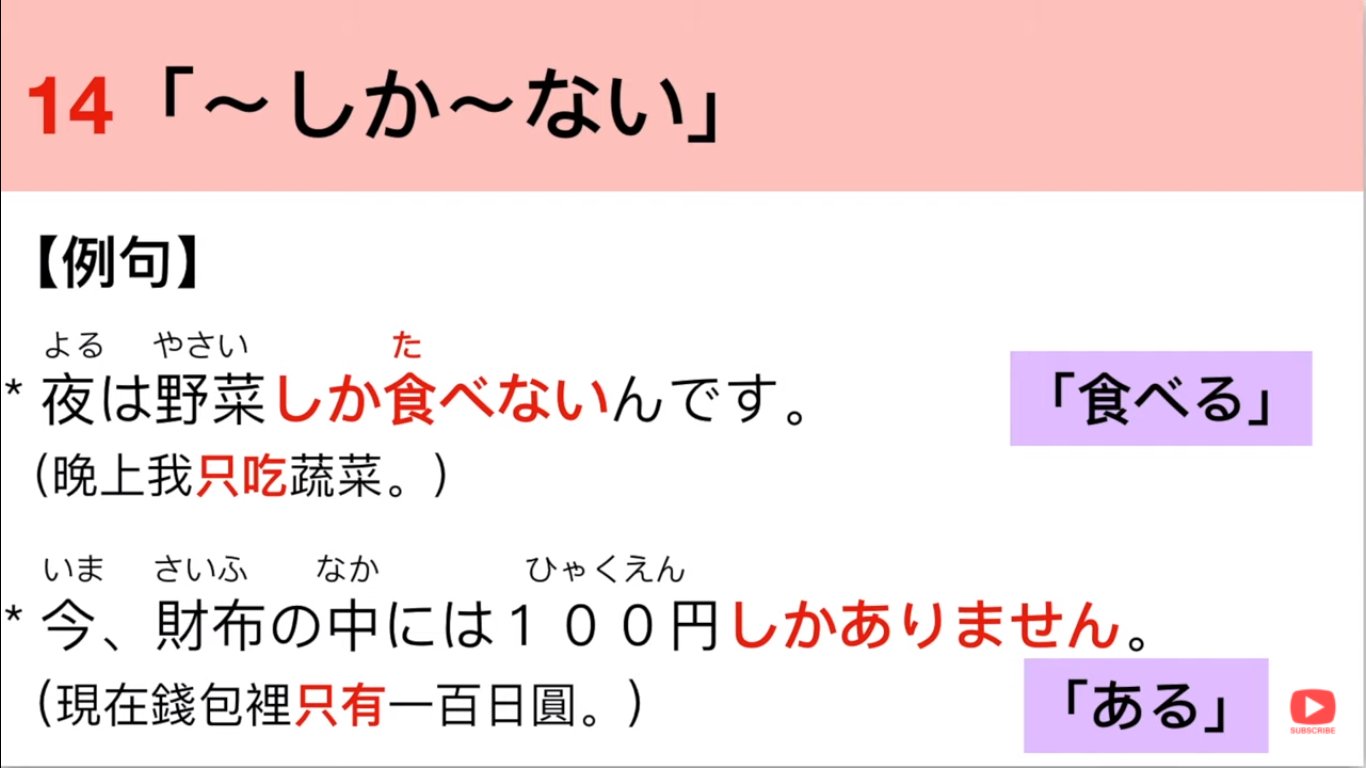 14「〜しか〜ない」
【例句】
よる やさい た
* 夜は野菜しか食べないんです。
「食べる」
（晚上我只吃蔬菜。）
いま さいふ なか ひゃくえん
* 今、財布の中には１００円しかありません。
（現在錢包裡只有一百日圓。）
「ある」
SUBSCRIBE